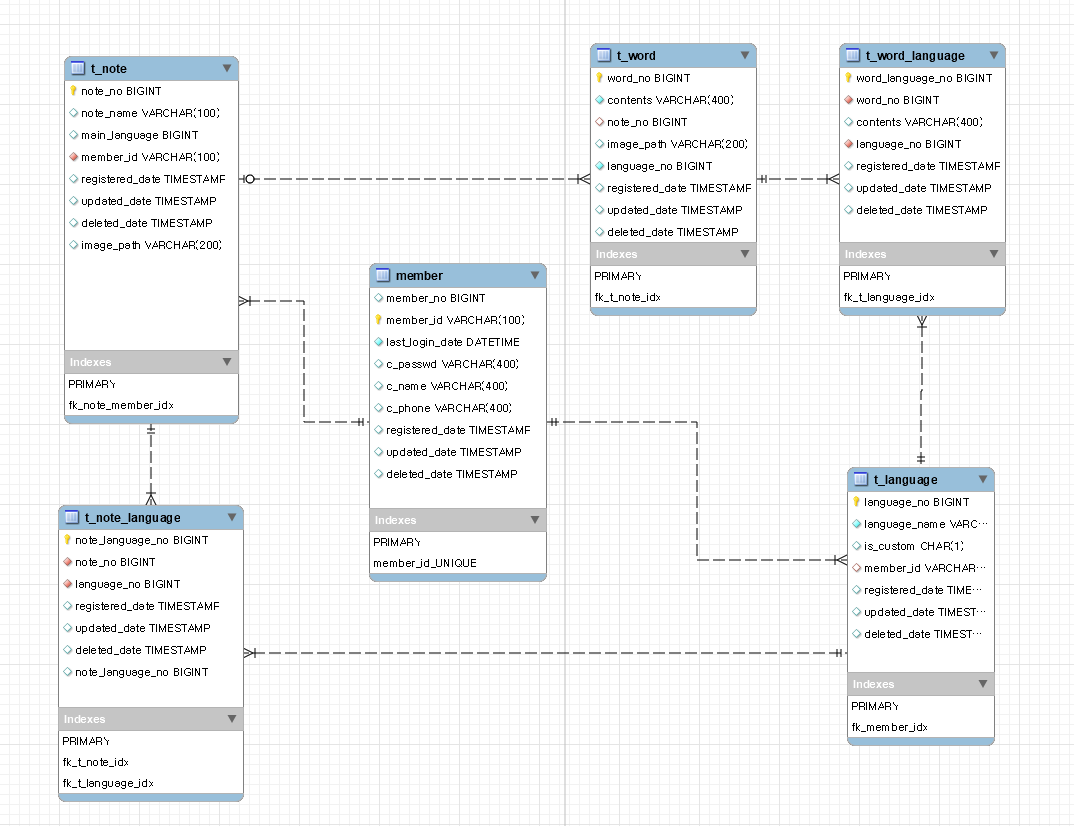 t_note
note_no BIGINT
note_name VARCHAR(100)
main_language BIGINT
member_id VARCHAR(100)
registered_date TIMESTAMF
updated_date TIMESTAMP
deleted_date TIMESTAMP
image_path VARCHAR(200)
Indexes
PRIMARY
fk_note_member_idx
t_word
word_no BIGINT
contents VARCHAR(400)
note_no BIGINT
image_path VARCHAR(200)
language_no BIGINT
registered_date TIMESTAMF
updated_date TIMESTAMP
deleted_date TIMESTAMP
Indexes
PRIMARY
fk_t_note_idx
t_word_language
word_language_no BIGINT
word_no BIGINT
contents VARCHAR(400)
language_no BIGINT
registered_date TIMESTAMF
updated_date TIMESTAMP
deleted_date TIMESTAMP
Indexes
PRIMARY
fk_t_language_idx
member
member_no BIGINT
member_id VARCHAR(100)
last_login_date DATETIME
c_passwd VARCHAR(400)
c_name VARCHAR(400)
c_phone VARCHAR(400)
registered_date TIMESTAMF
updated_date TIMESTAMP
deleted_date TIMESTAMP
Indexes
PRIMARY
member_id_UNIQUE
t_note_language
note_language_no BIGINT
note_no BIGINT
language_no BIGINT
registered_date TIMESTAMF
updated_date TIMESTAMP
deleted_date TIMESTAMP
note_language_no BIGINT
Indexes
PRIMARY
fk_t_note_idx
fk_t_language_idx
t_language
language_no BIGINT
language_name VARC···
is_custom CHAR(1)
member_id VARCHAR···
registered_date TIME···
updated_date TIMEST···
deleted_date TIMEST···
Indexes
PRIMARY
fk_member_idx